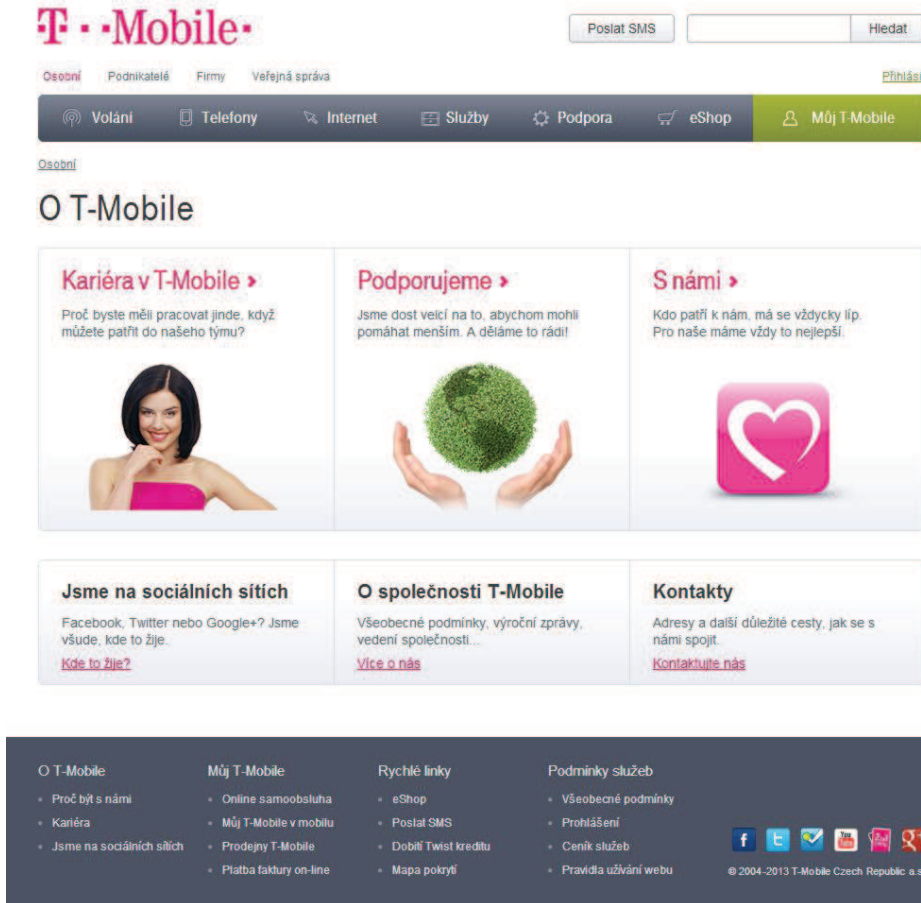 T··Mobile·
Poslat SMS
Hledat
Osobní Podnikatelé Firmy Veřejná správa
Volání Telefony Internet Služby Podpora eShop Můj T-Mobile
Osobní
O T-Mobile
Kariéra v T-Mobile
Proč byste měli pracovat jinde, když
můžete patřit do našeho týmu?
Podporujeme
Jsme dost velcí na to, abychom mohli
pomáhat menším. A děláme to rádi!
S námi
Kdo patří k nám, má se vždycky líp.
Pro naše máme vždy to nejlepší.
Jsme na sociálních sítích
Facebook, Twitter nebo Google+? Jsme
všude, kde to žije.
Kde to žije?
O společnosti T-Mobile
Všeobecné podmínky, výroční zprávy,
vedení společnosti...
Více o nás
Kontakty
Adresy a další důležité cesty, jak se s
námi spojit.
Kontaktujte nás
O T-Mobile
Proč být s námi
Kariéra
Jsme na sociálních sítích
Můj T-Mobile
Online samoobsluha
Můj T-Mobile v mobilu
Prodejny T-Mobile
Platba faktury on-line
Rychlé linky
eShop
Poslat SMS
Dobití Twist kreditu
Mapa pokrytí
Podmínky služeb
Všeobecné podmínky
Prohlášení
Ceník služeb
Pravidla užívání webu
© 2004-2013 T-Mobile Czech Republic a.s